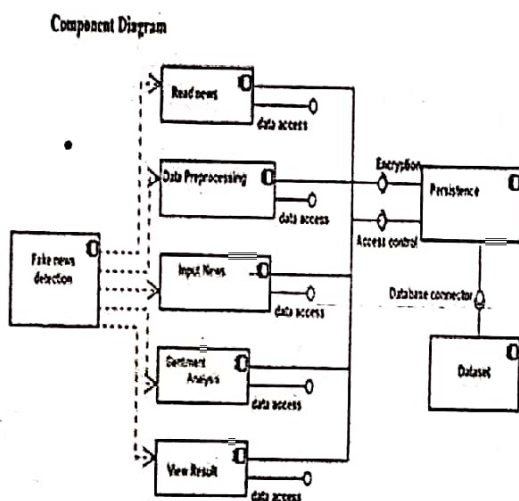 Component Diagram
Read news
data access
Data Preprocessing
data access
Encryption
Persistence
Access control
Fake news
detection
Input News
data access
Database connector
Sentiment
Analysis
data access
Dataset
View Result
data access